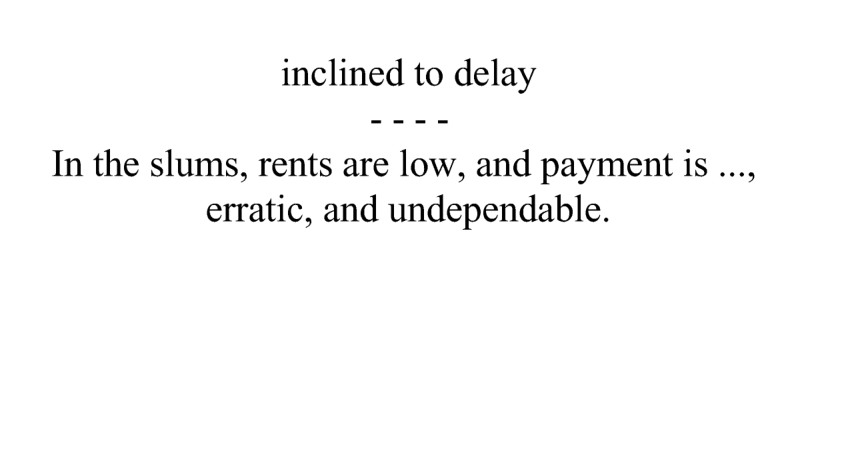 inclined to delay
- - - -
In the slums, rents are low, and payment is ...,
erratic, and undependable.